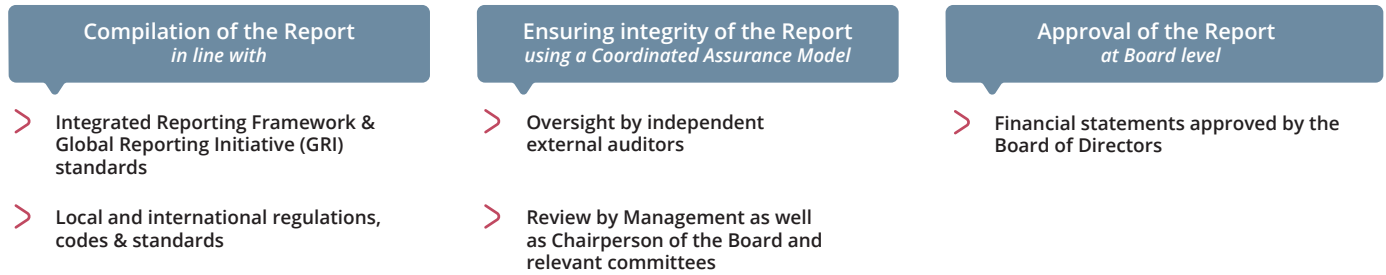 Compilation of the Report
in line with
Integrated Reporting Framework &
Global Reporting Initiative (GRI)
standards
Local and international regulations,
codes & standards
Ensuring integrity of the Report
using a Coordinated Assurance Model
Oversight by independent
external auditors
Review by Management as well
as Chairperson of the Board and
relevant committees
Approval of the Report
at Board level
Financial statements approved by the
Board of Directors